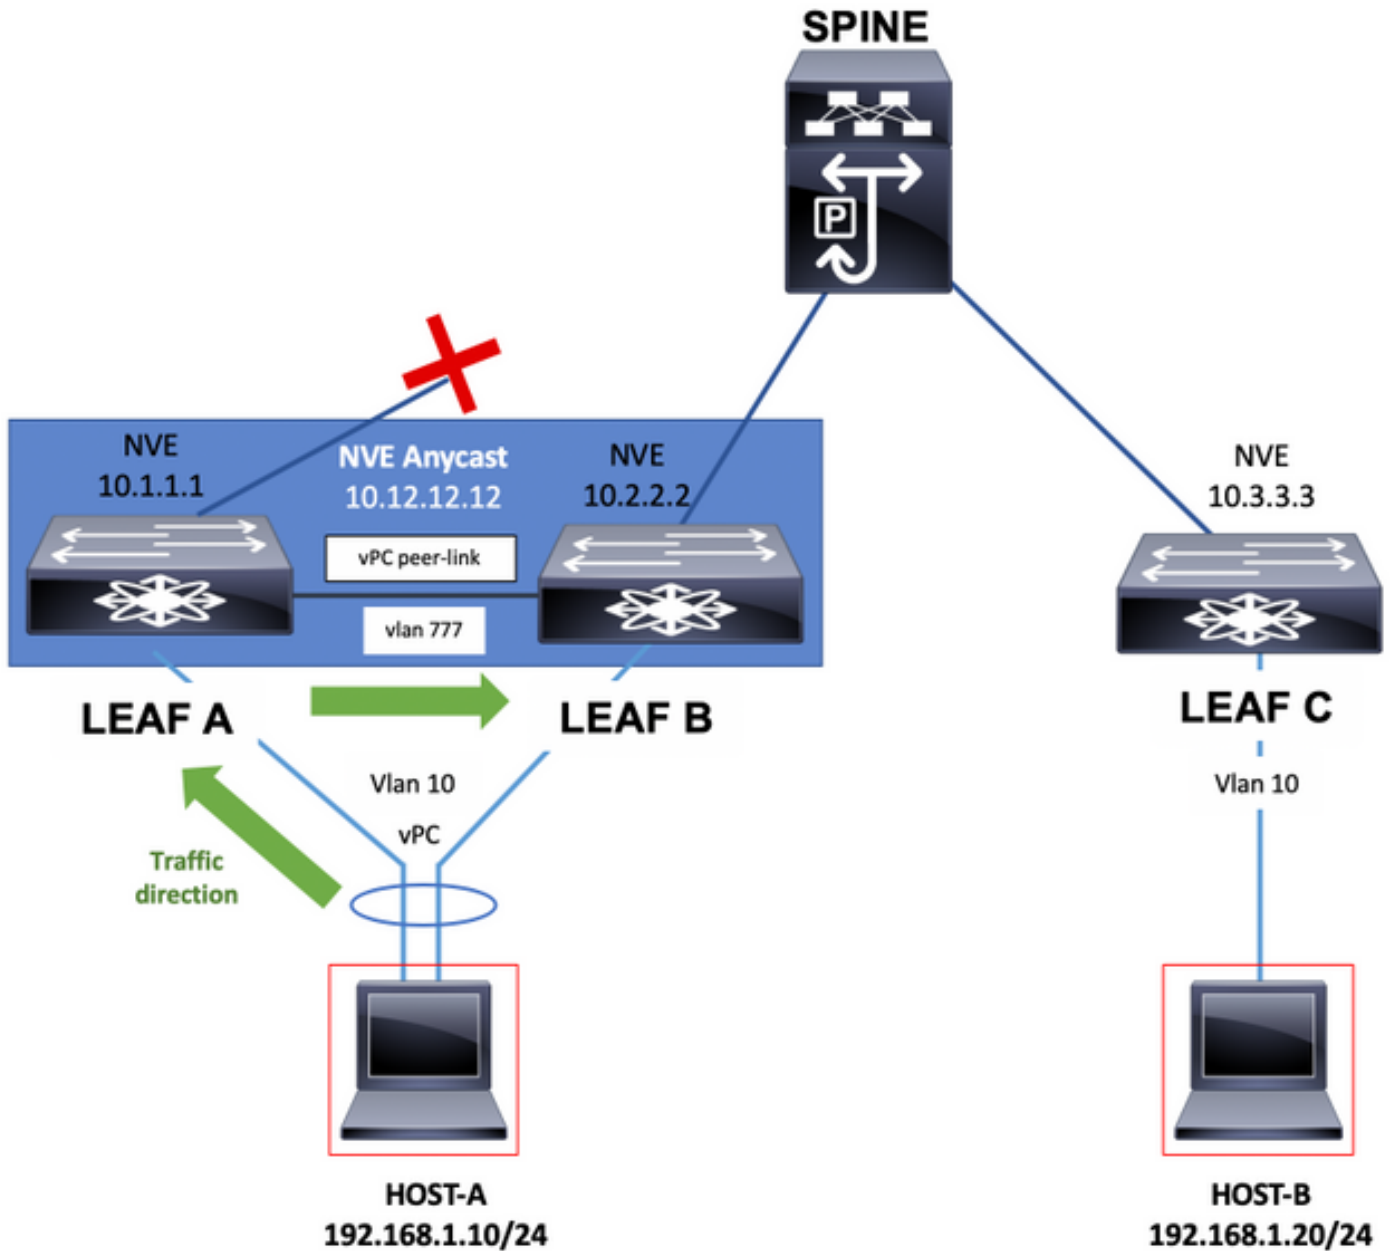 SPINE
P
NVE
10.1.1.1
NVE Anycast
10.12.12.12
NVE
10.2.2.2
NVE
10.3.3.3
vPC peer-link
vlan 777
LEAF A
LEAF B
LEAF C
Vlan 10
vPC
Vlan 10
Traffic
direction
HOST-A
192.168.1.10/24
HOST-B
192.168.1.20/24